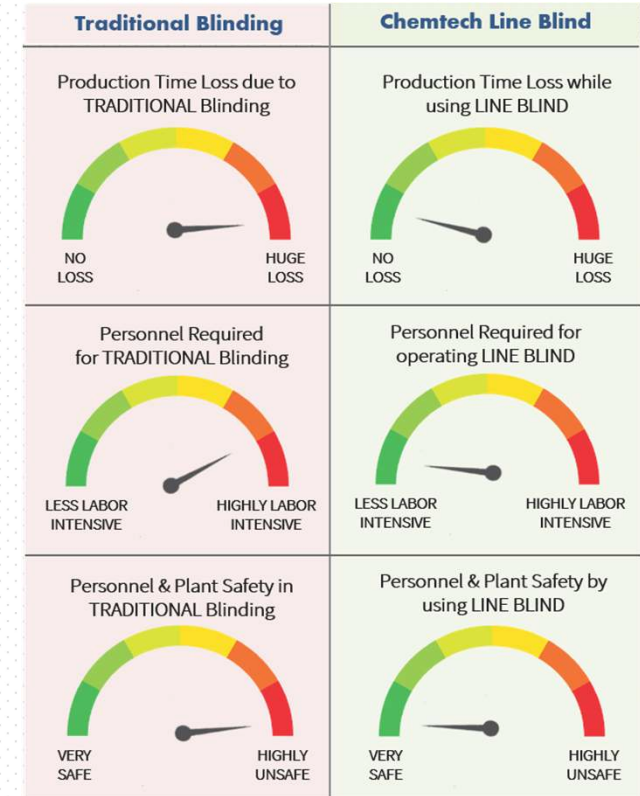 Traditional Blinding
Chemtech Line Blind
Production Time Loss due to
TRADITIONAL Blinding
NO
LOSS
HUGE
LOSS
Production Time Loss while
using LINE BLIND
NO
LOSS
HUGE
LOSS
Personnel Required
for TRADITIONAL Blinding
LESS LABOR
INTENSIVE
HIGHLY LABOR
INTENSIVE
Personnel Required for
operating LINE BLIND
LESS LABOR
INTENSIVE
HIGHLY LABOR
INTENSIVE
Personnel & Plant Safety in
TRADITIONAL Blinding
VERY
SAFE
HIGHLY
UNSAFE
Personnel & Plant Safety by
using LINE BLIND
VERY
SAFE
HIGHLY
UNSAFE